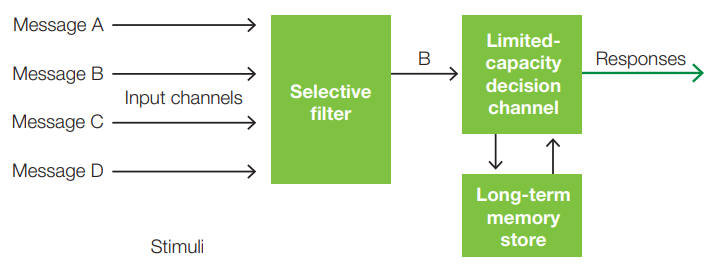 Message A
Message B
Input channels
Message C
Message D
Stimuli
Selective
filter
B
Limited-
capacity
decision
channel
Responses
Long-term
memory
store